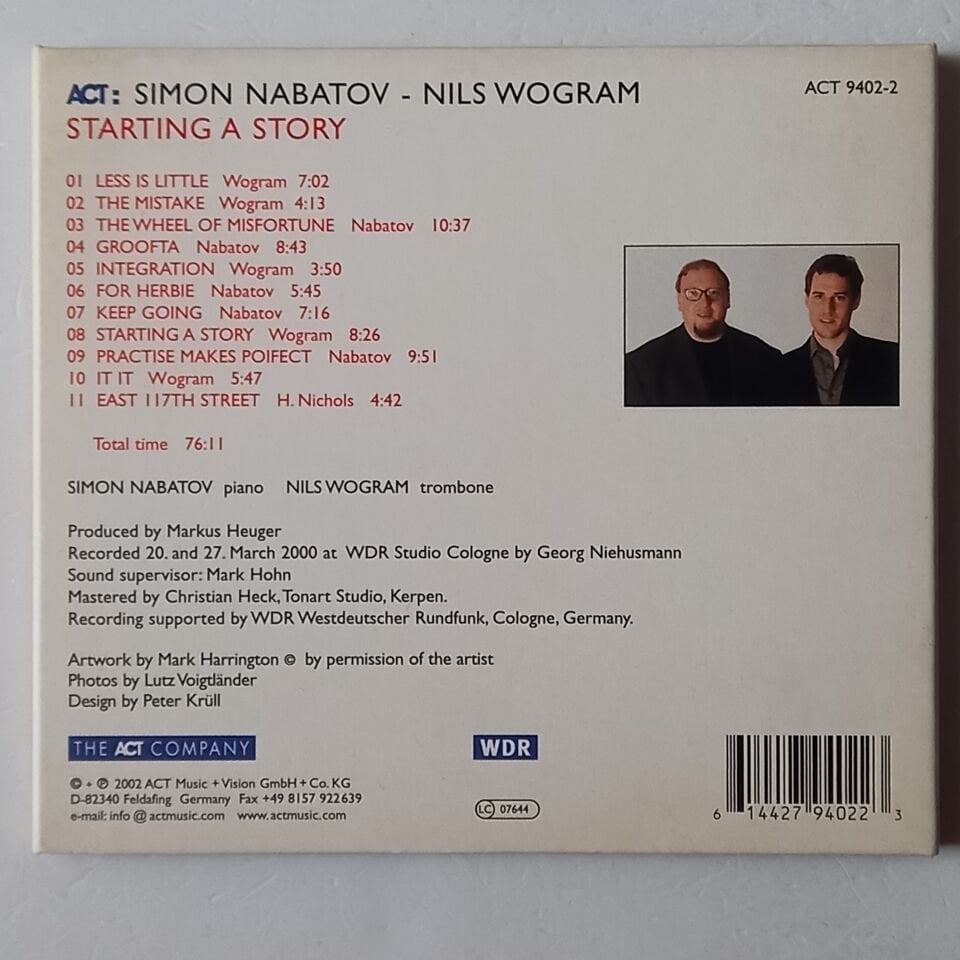 ACT: SIMON NABATOV - NILS WOGRAM
ACT 9402-2
STARTING A STORY
01 LESS IS LITTLE Wogram 7:02
02 THE MISTAKE Wogram 4:13
03 THE WHEEL OF MISFORTUNE Nabatov 10:37
04 GROOFTA Nabatov 8:43
05 INTEGRATION Wogram 3:50
06 FOR HERBIE Nabatov 5:45
07 KEEP GOING Nabatov 7:16
08 STARTING A STORY Wogram 8:26
09 PRACTISE MAKES POIFECT Nabatov 9:51
10 IT IT Wogram 5:47
11 EAST 117TH STREET H. Nichols 4:42
Total time 76:11
SIMON NABATOV piano NILS WOGRAM trombone
Produced by Markus Heuger
Recorded 20. and 27. March 2000 at WDR Studio Cologne by Georg Niehusmann
Sound supervisor: Mark Hohn
Mastered by Christian Heck, Tonart Studio, Kerpen.
Recording supported by WDR Westdeutscher Rundfunk, Cologne, Germany.
Artwork by Mark Harrington © by permission of the artist
Photos by Lutz Voigtländer
Design by Peter Krüll
THE ACT COMPANY
WDR
© + ℗ 2002 ACT Music + Vision GmbH + Co. KG
D-82340 Feldafing Germany Fax +49 8157 922639
e-mail: info @ actmusic.com www.actmusic.com
LC 07644
6 14427 94022 3